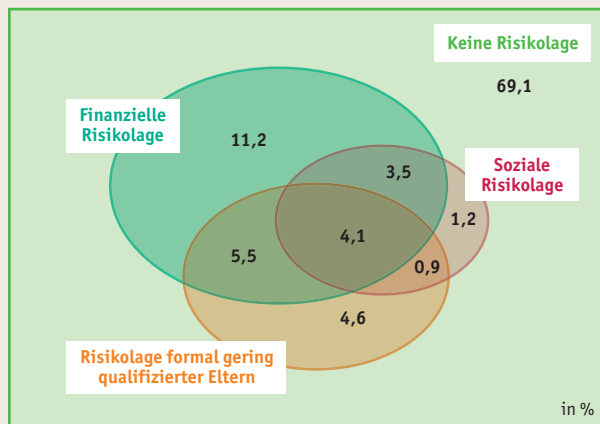 Keine Risikolage
69,1
Finanzielle
Risikolage
11,2
3,5
Soziale
Risikolage
1,2
4,1
5,5
0,9
4,6
Risikolage formal gering
qualifizierter Eltern
in %